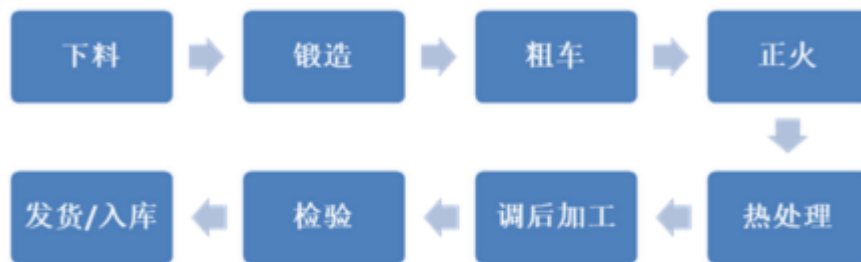 下料
锻造
粗车
正火
热处理
调后加工
检验
发货/入库